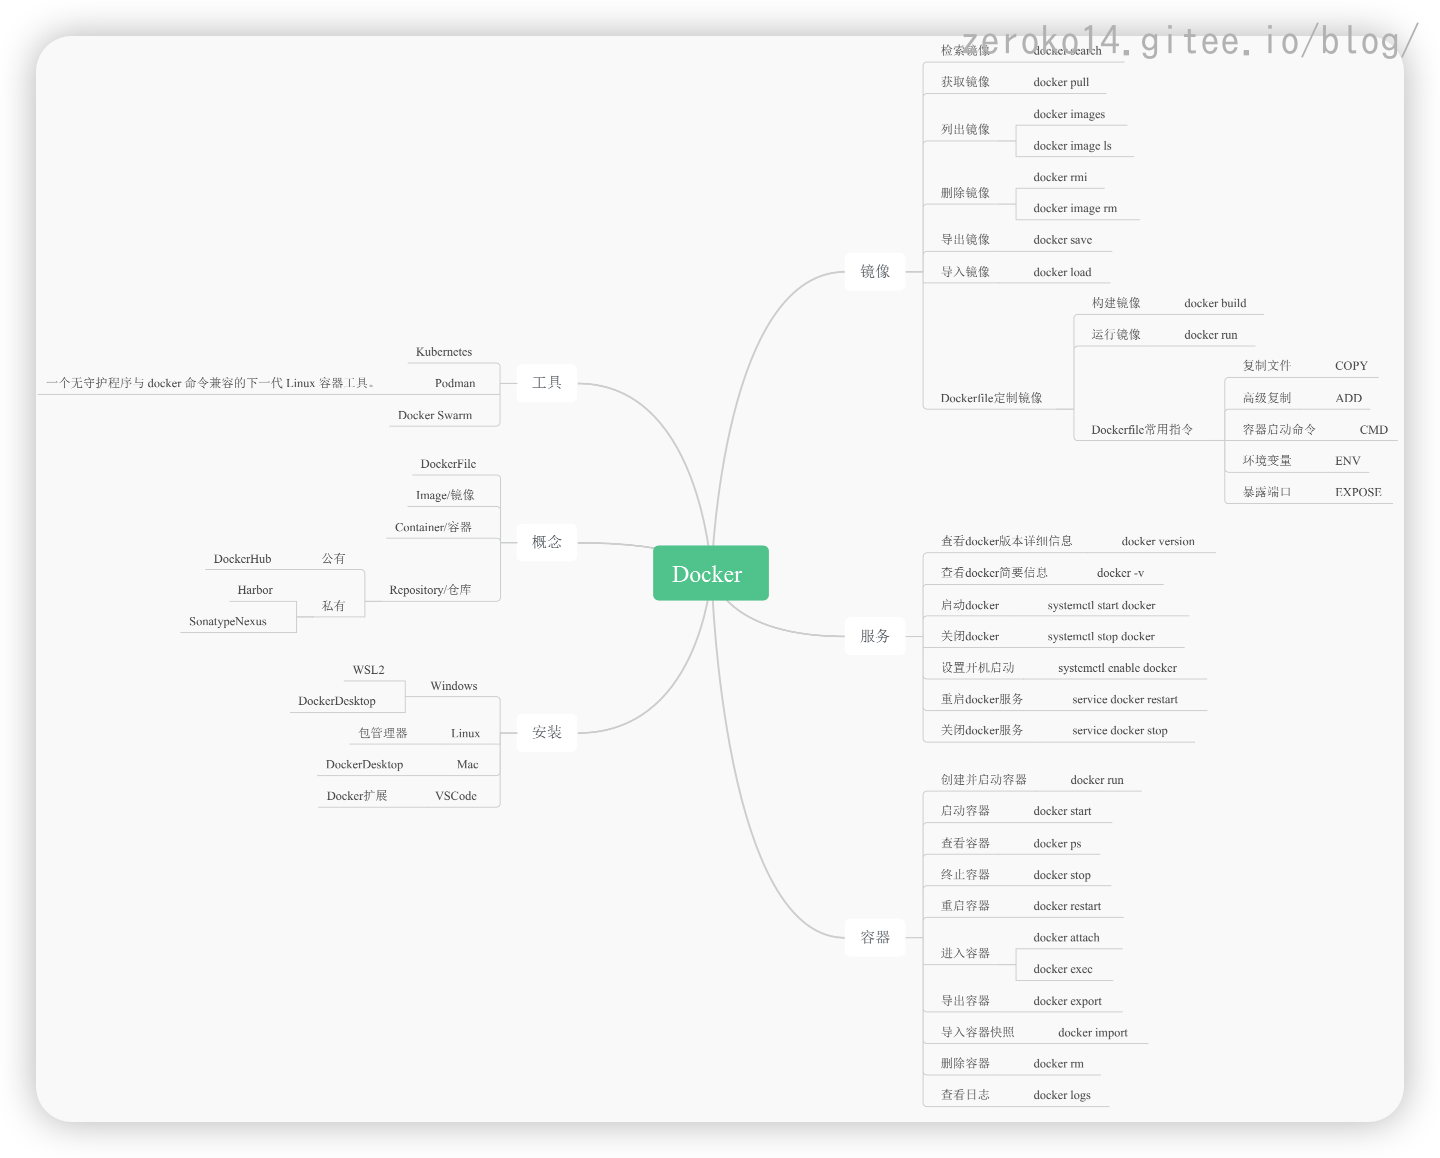 zeroko14.gitee.io/blog/
Docker
镜像
检索镜像 docker search
获取镜像 docker pull
列出镜像
docker images
docker image ls
删除镜像
docker rmi
docker image rm
导出镜像 docker save
导入镜像 docker load
Dockerfile定制镜像
构建镜像 docker build
运行镜像 docker run
Dockerfile常用指令
复制文件 COPY
高级复制 ADD
容器启动命令 CMD
环境变量 ENV
暴露端口 EXPOSE
服务
查看docker版本详细信息 docker version
查看docker简要信息 docker -v
启动docker systemctl start docker
关闭docker systemctl stop docker
设置开机启动 systemctl enable docker
重启docker服务 service docker restart
关闭docker服务 service docker stop
容器
创建并启动容器 docker run
启动容器 docker start
查看容器 docker ps
终止容器 docker stop
重启容器 docker restart
进入容器
docker attach
docker exec
导出容器 docker export
导入容器快照 docker import
删除容器 docker rm
查看日志 docker logs
工具
Kubernetes
一个无守护程序与 docker 命令兼容的下一代 Linux 容器工具。 Podman
Docker Swarm
概念
DockerFile
Image/镜像
Container/容器
Repository/仓库
DockerHub 公有
私有
Harbor
SonatypeNexus
安装
Windows
WSL2
DockerDesktop
包管理器 Linux
DockerDesktop Mac
Docker扩展 VSCode